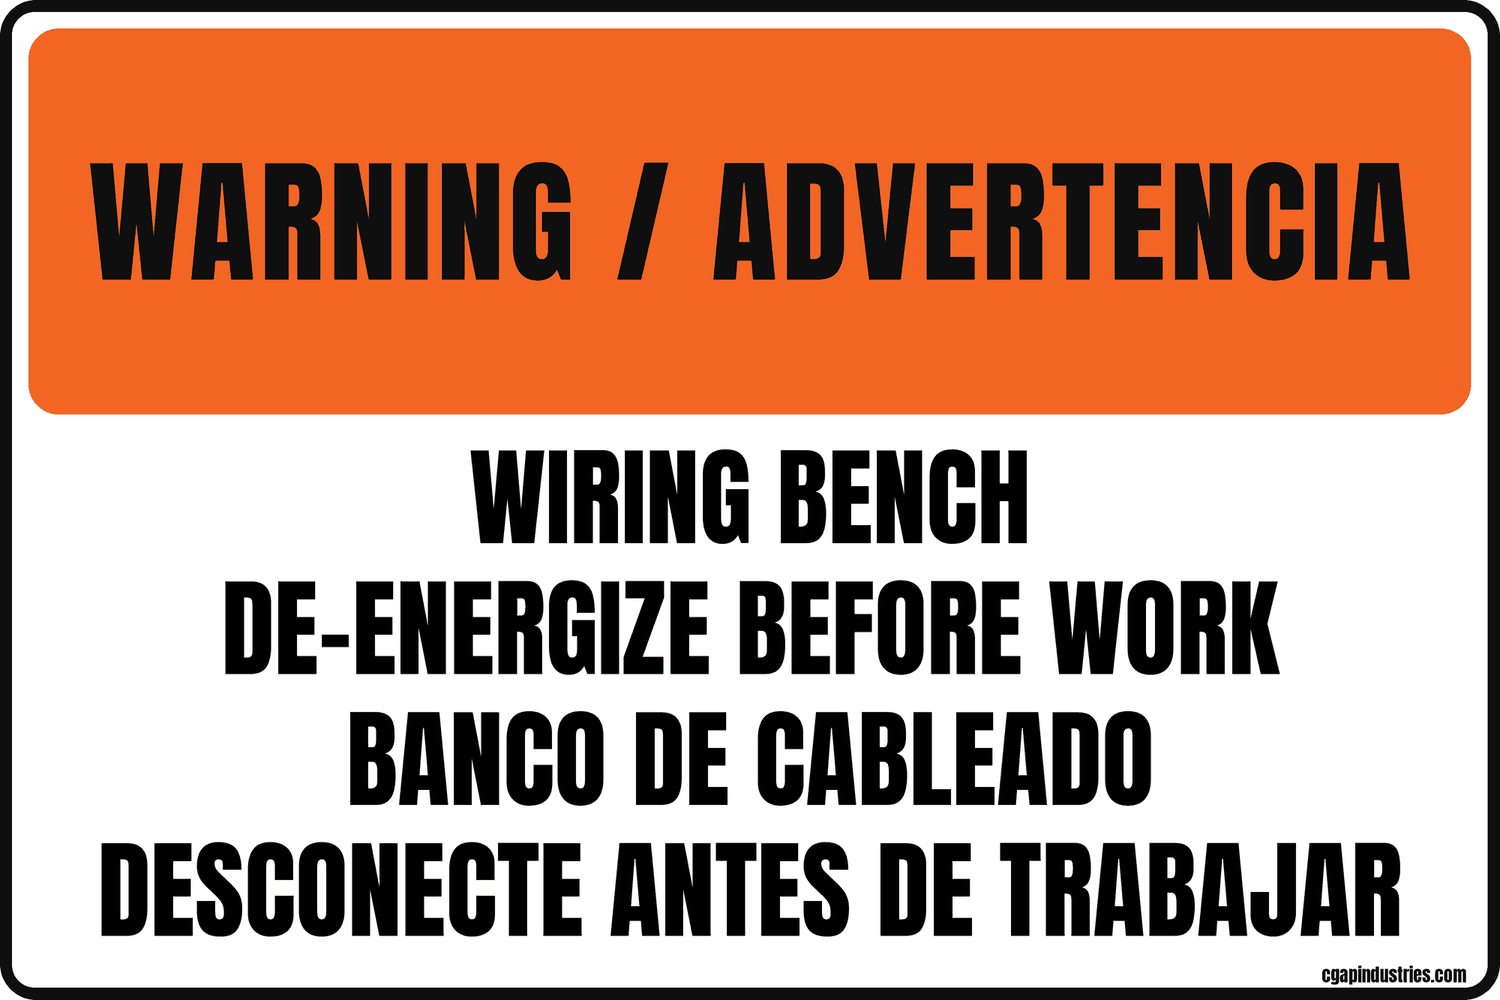 WARNING / ADVERTENCIA
WIRING BENCH
DE-ENERGIZE BEFORE WORK
BANCO DE CABLEADO
DESCONECTE ANTES DE TRABAJAR
cgapindustries.com